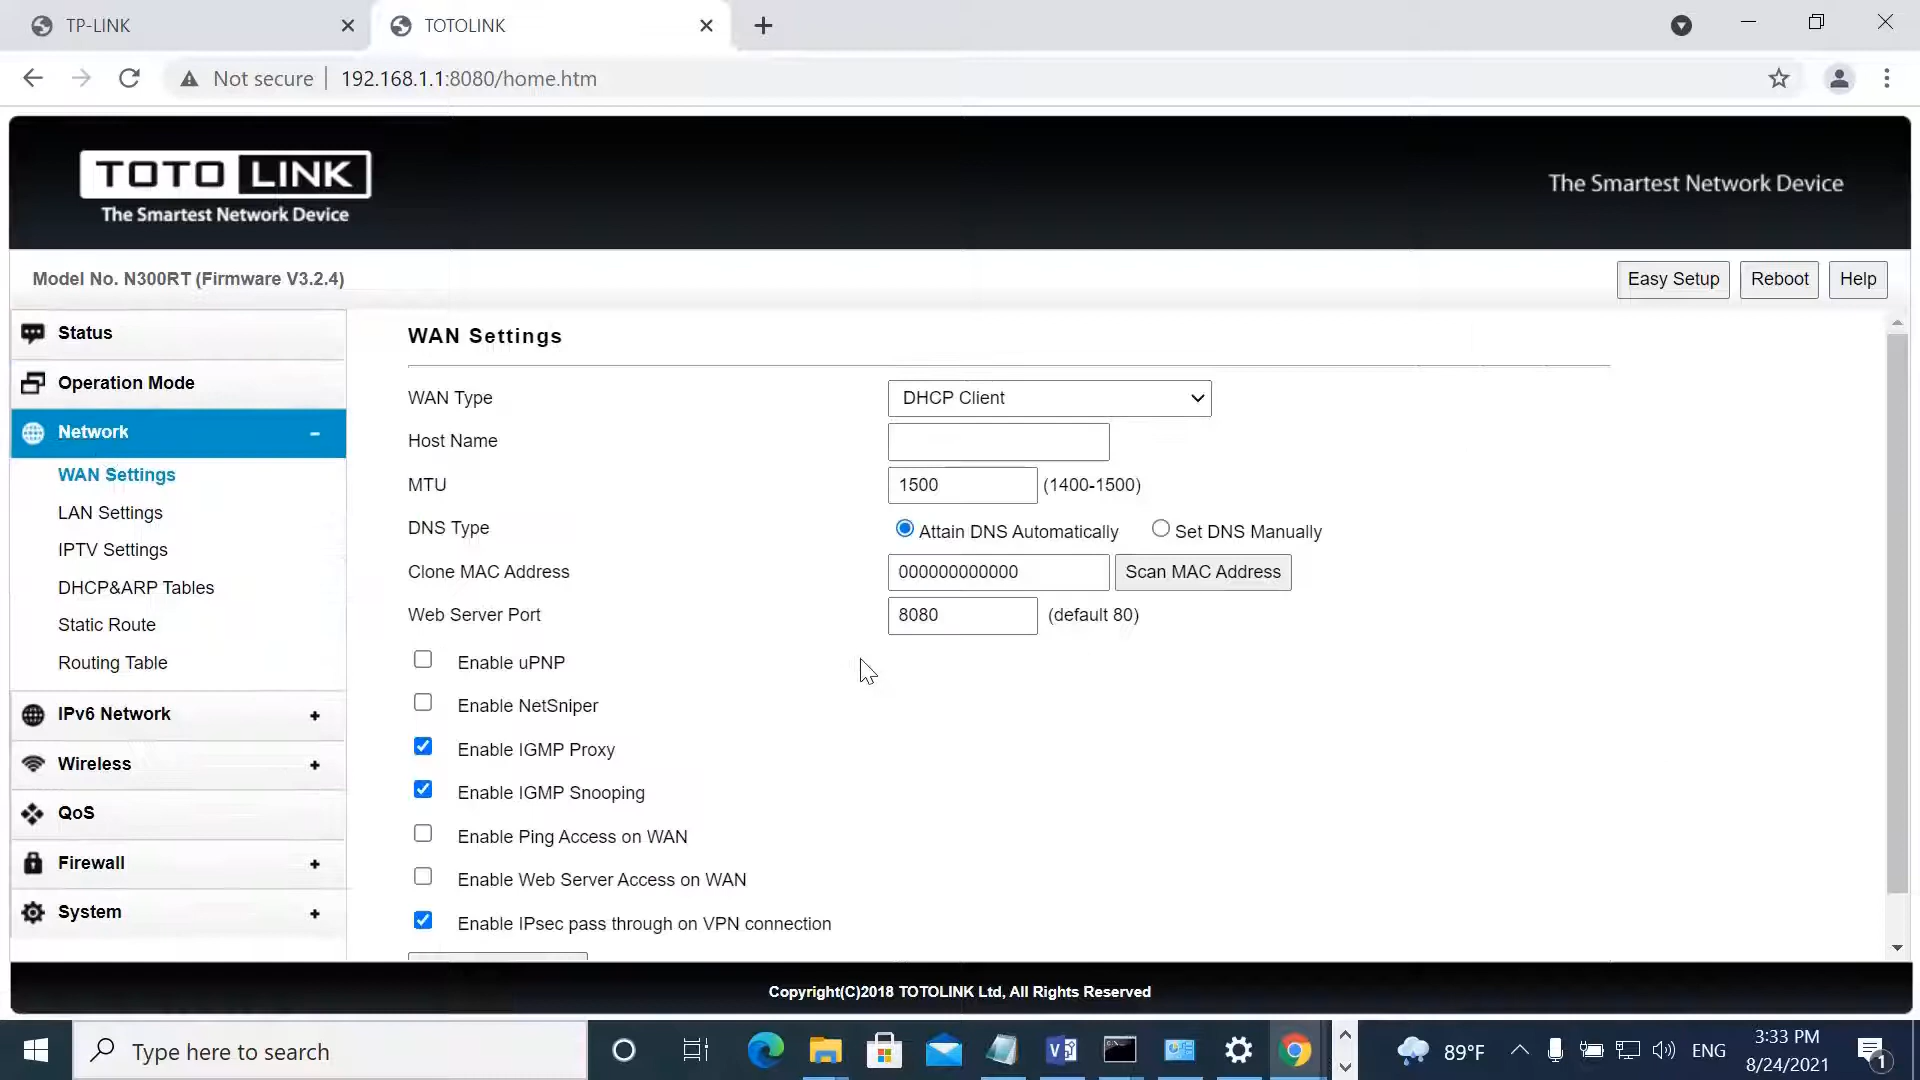 TP-LINK
TOTOLINK
Not secure | 192.168.1.1:8080/home.htm
TOTO LINK
The Smartest Network Device
The Smartest Network Device
Model No. N300RT (Firmware V3.2.4)
Easy Setup
Reboot
Help
Status
Operation Mode
Network
WAN Settings
LAN Settings
IPTV Settings
DHCP&ARP Tables
Static Route
Routing Table
IPv6 Network
Wireless
QoS
Firewall
System
WAN Settings
WAN Type DHCP Client
Host Name
MTU 1500 (1400-1500)
DNS Type Attain DNS Automatically Set DNS Manually
Clone MAC Address 000000000000 Scan MAC Address
Web Server Port 8080 (default 80)
Enable uPNP
Enable NetSniper
Enable IGMP Proxy
Enable IGMP Snooping
Enable Ping Access on WAN
Enable Web Server Access on WAN
Enable IPsec pass through on VPN connection
Copyright(C)2018 TOTOLINK Ltd, All Rights Reserved
Type here to search
89°F
ENG
3:33 PM
8/24/2021
1